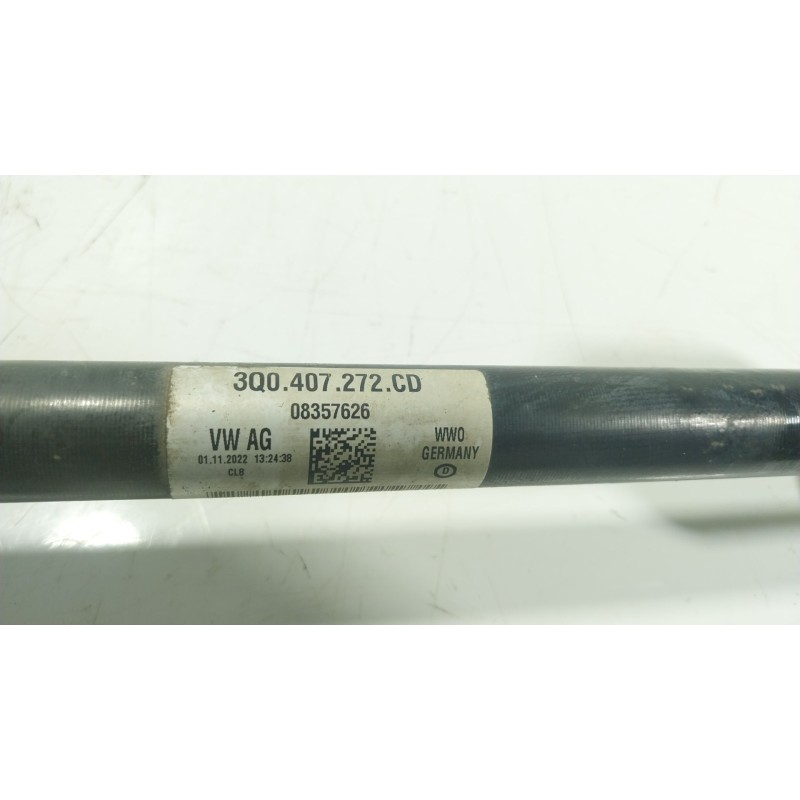 3Q0.407.272.CD
08357626
VW AG
01.11.2022 13:24:38
CLB
WWO
GERMANY
D